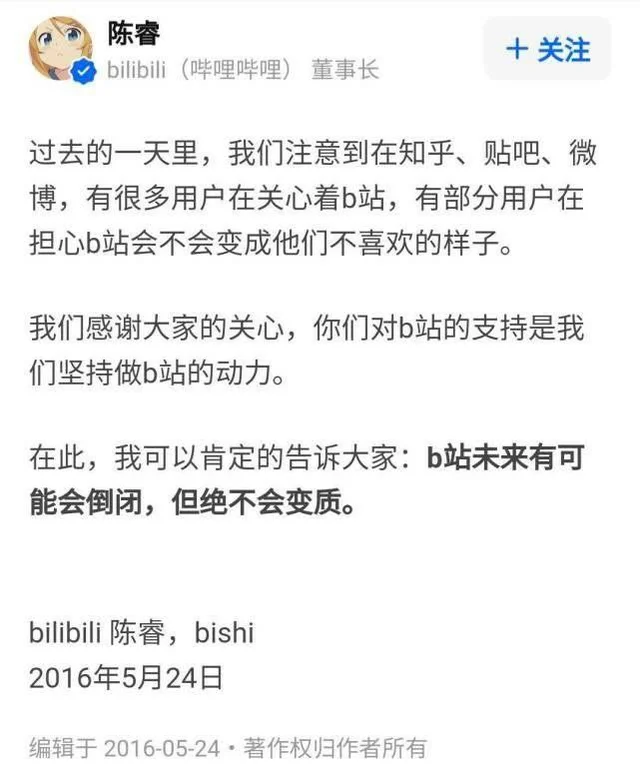 陈睿
bilibili（哔哩哔哩） 董事长
＋ 关注
过去的一天里，我们注意到在知乎、贴吧、微
博，有很多用户在关心着b站，有部分用户在
担心b站会不会变成他们不喜欢的样子。
我们感谢大家的关心，你们对b站的支持是我
们坚持做b站的动力。
在此，我可以肯定的告诉大家：b站未来有可
能会倒闭，但绝不会变质。
bilibili 陈睿，bishi
2016年5月24日
编辑于 2016-05-24・著作权归作者所有